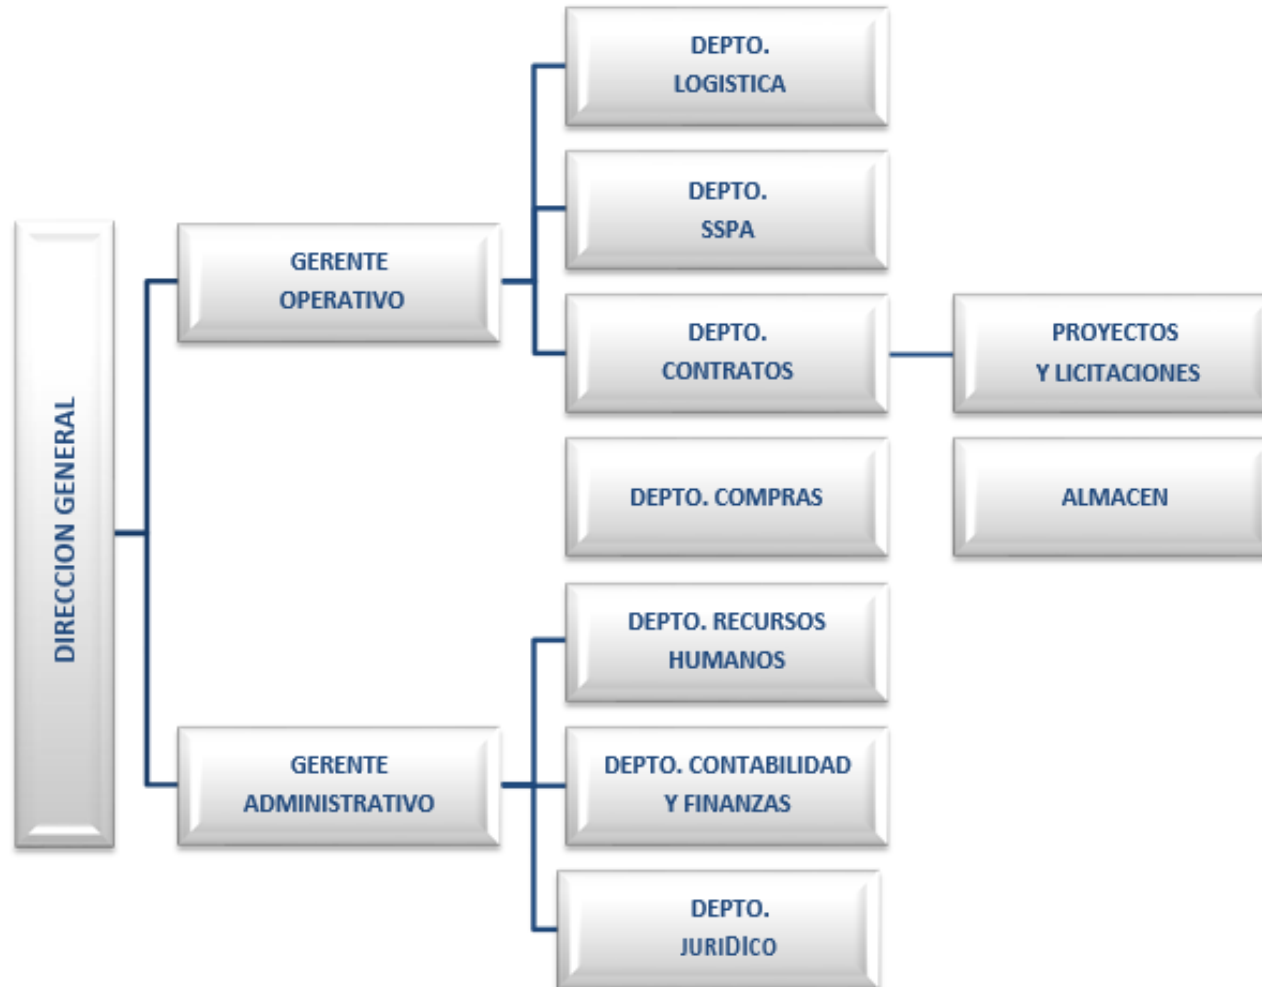 DIRECCION GENERAL
GERENTE
OPERATIVO
DEPTO.
LOGISTICA
DEPTO.
SSPA
DEPTO.
CONTRATOS
PROYECTOS
Y LICITACIONES
DEPTO. COMPRAS
ALMACEN
GERENTE
ADMINISTRATIVO
DEPTO. RECURSOS
HUMANOS
DEPTO. CONTABILIDAD
Y FINANZAS
DEPTO.
JURIDICO